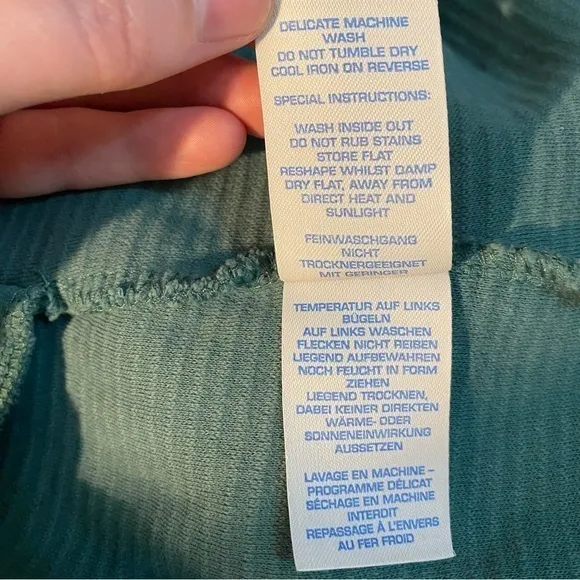 DELICATE MACHINE
WASH
DO NOT TUMBLE DRY
COOL IRON ON REVERSE
SPECIAL INSTRUCTIONS:
WASH INSIDE OUT
DO NOT RUB STAINS
STORE FLAT
RESHAPE WHILST DAMP
DRY FLAT, AWAY FROM
DIRECT HEAT AND
SUNLIGHT
FEINWASCHGANG
NICHT
TROCKNERGEEIGNET
MIT GERINGER
TEMPERATUR AUF LINKS
BÜGELN
AUF LINKS WASCHEN
FLECKEN NICHT REIBEN
LIEGEND AUFBEWAHREN
NOCH FEUCHT IN FORM
ZIEHEN
LIEGEND TROCKNEN,
DABEI KEINER DIREKTEN
WÄRME- ODER
SONNENEINWIRKUNG
AUSSETZEN
LAVAGE EN MACHINE –
PROGRAMME DÉLICAT
SÉCHAGE EN MACHINE
INTERDIT
REPASSAGE À L'ENVERS
AU FER FROID